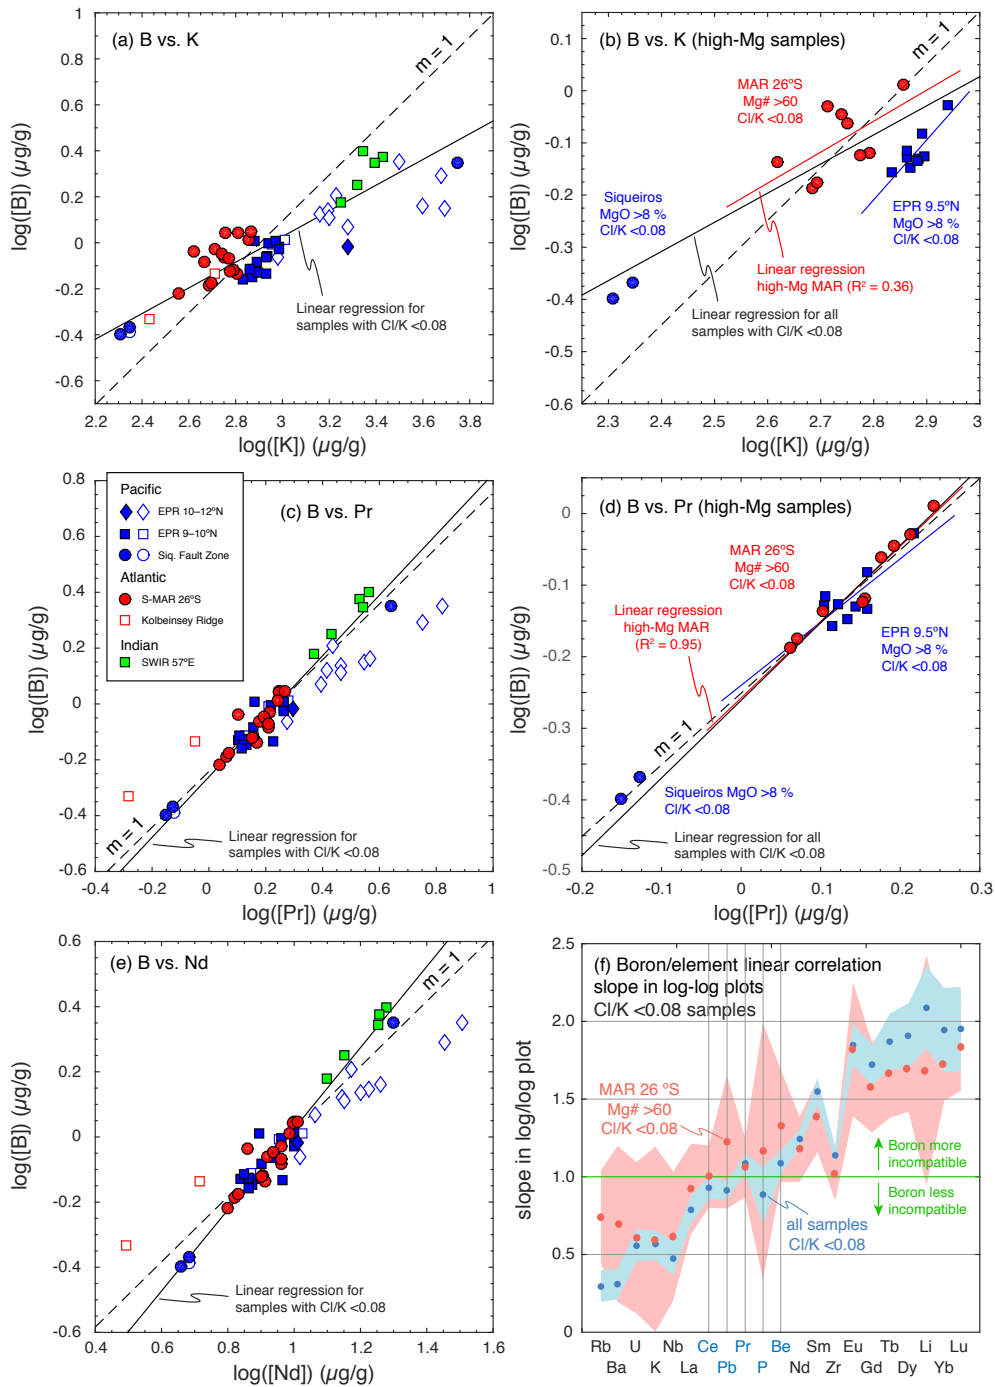 (a) B vs. K
m = 1
Linear regression for
samples with Cl/K <0.08
log([B]) (µg/g)
1
0.8
0.6
0.4
0.2
0
-0.2
-0.4
-0.6
2.2
2.4
2.6
2.8
3
3.2
3.4
3.6
3.8
log([K]) (µg/g)
(b) B vs. K (high-Mg samples)
m = 1
MAR 26ºS
Mg# >60
Cl/K <0.08
Siqueiros
MgO >8 %
Cl/K <0.08
EPR 9.5ºN
MgO >8 %
Cl/K <0.08
Linear regression
high-Mg MAR (R² = 0.36)
Linear regression for all
samples with Cl/K <0.08
log([B]) (µg/g)
0.1
0
-0.1
-0.2
-0.3
-0.4
-0.5
-0.6
2.3
2.4
2.5
2.6
2.7
2.8
2.9
3
log([K]) (µg/g)
(c) B vs. Pr
Pacific
EPR 10–12ºN
EPR 9–10ºN
Siq. Fault Zone
Atlantic
S-MAR 26ºS
Kolbeinsey Ridge
Indian
SWIR 57ºE
m = 1
Linear regression for
samples with Cl/K <0.08
log([B]) (µg/g)
0.8
0.6
0.4
0.2
0
-0.2
-0.4
-0.6
-0.4
-0.2
0
0.2
0.4
0.6
0.8
1
log([Pr]) (µg/g)
(d) B vs. Pr (high-Mg samples)
MAR 26ºS
Mg# >60
Cl/K <0.08
Linear regression
high-Mg MAR
(R² = 0.95)
EPR 9.5ºN
MgO >8 %
Cl/K <0.08
m = 1
Siqueiros MgO >8 %
Cl/K <0.08
Linear regression for all
samples with Cl/K <0.08
log([B]) (µg/g)
0
-0.1
-0.2
-0.3
-0.4
-0.5
-0.2
-0.1
0
0.1
0.2
0.3
log([Pr]) (µg/g)
(e) B vs. Nd
m = 1
Linear regression for
samples with Cl/K <0.08
log([B]) (µg/g)
0.6
0.4
0.2
0
-0.2
-0.4
-0.6
0.4
0.6
0.8
1
1.2
1.4
1.6
log([Nd]) (µg/g)
(f) Boron/element linear correlation
slope in log-log plots
Cl/K <0.08 samples
MAR 26 ºS
Mg# >60
Cl/K <0.08
Boron more
incompatible
Boron less
incompatible
all samples
Cl/K <0.08
slope in log/log plot
2.5
2.0
1.5
1.0
0.5
0
Rb U Nb Ce Pr Be Sm Eu Tb Li Lu
Ba K La Pb P Nd Zr Gd Dy Yb